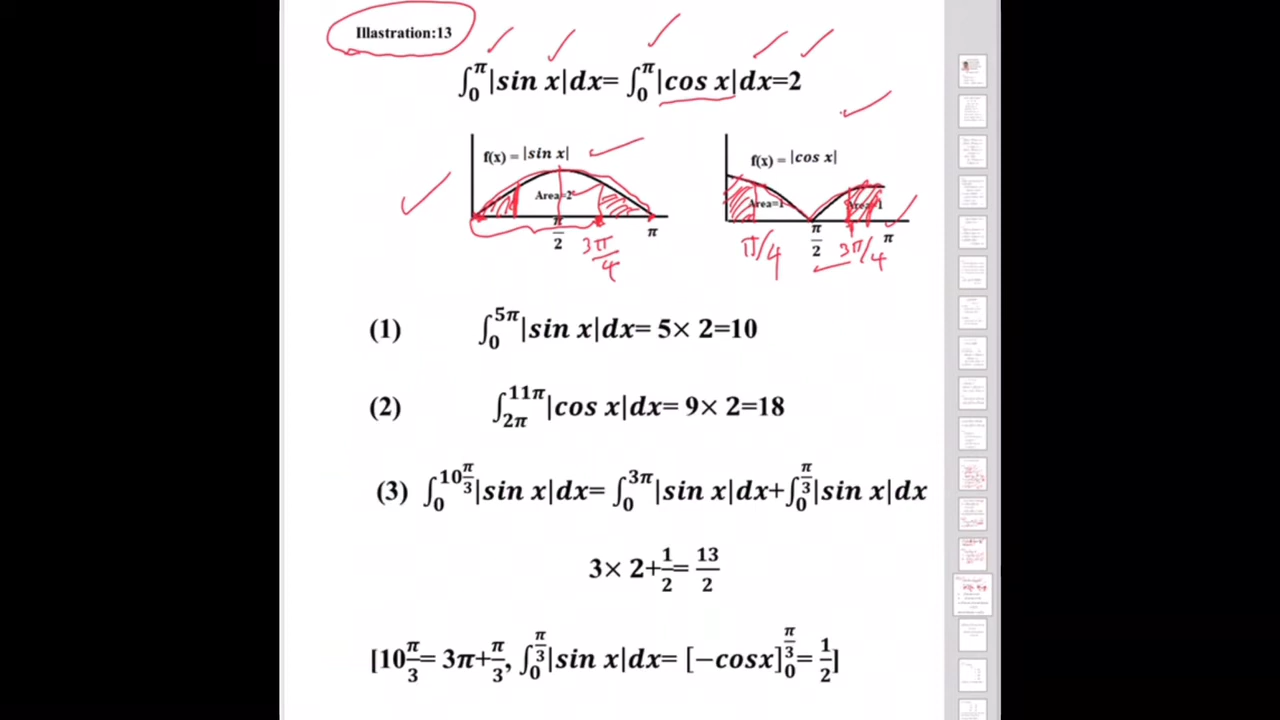 Illastration:13
∫₀^π |sin x|dx= ∫₀^π |cos x|dx=2
f(x) = |sin x|
f(x) = |cos x|
Area=2
Area=1
Area=1
π/2
π
π/2
π
3π/4
π/4
3π/4
(1) ∫₀^{5π} |sin x|dx= 5× 2=10
(2) ∫_{2π}^{11π} |cos x|dx= 9× 2=18
(3) ∫₀^{10π/3} |sin x|dx= ∫₀^{3π} |sin x|dx+∫₀^{π/3} |sin x|dx
3× 2+1/2= 13/2
[10π/3= 3π+π/3, ∫₀^{π/3} |sin x|dx= [−cosx]₀^{π/3}= 1/2]